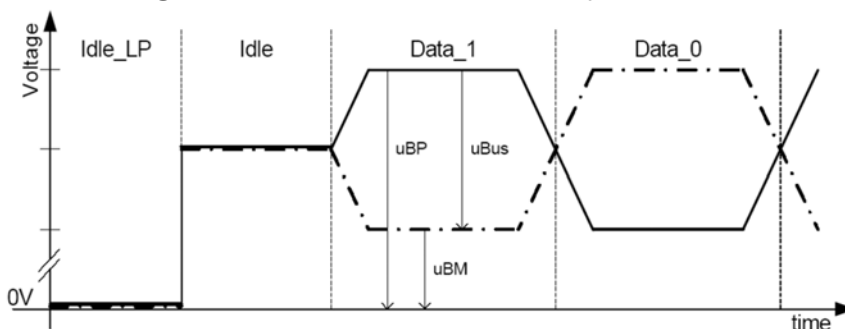 Voltage
Idle_LP
Idle
Data_1
Data_0
uBP
uBus
uBM
0V
time